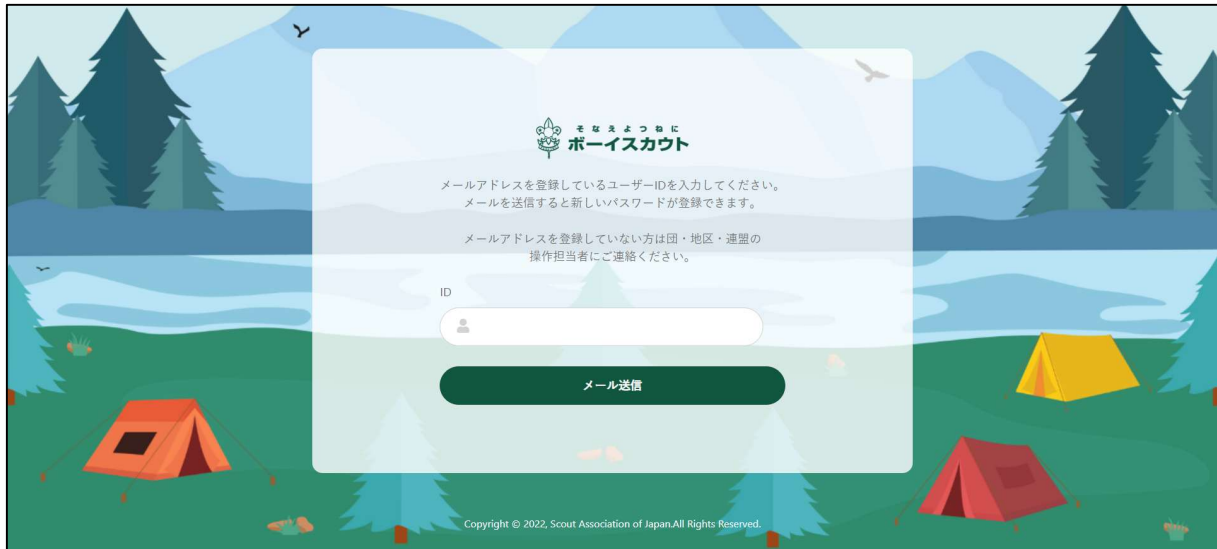 そなえよつねに
ボーイスカウト
メールアドレスを登録しているユーザーIDを入力してください。
メールを送信すると新しいパスワードが登録できます。
メールアドレスを登録していない方は団・地区・連盟の
操作担当者にご連絡ください。
ID
メール送信
Copyright © 2022, Scout Association of Japan.All Rights Reserved.